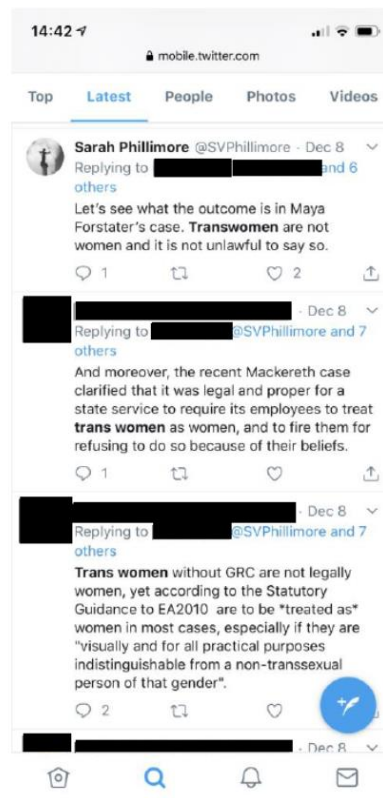 14:42
mobile.twitter.com
Top Latest People Photos Videos
Sarah Phillimore @SVPhillimore · Dec 8
Replying to and 6
others
Let's see what the outcome is in Maya
Forstater's case. Transwomen are not
women and it is not unlawful to say so.
1 2
· Dec 8
Replying to @SVPhillimore and 7
others
And moreover, the recent Mackereth case
clarified that it was legal and proper for a
state service to require its employees to treat
trans women as women, and to fire them for
refusing to do so because of their beliefs.
1
· Dec 8
Replying to @SVPhillimore and 7
others
Trans women without GRC are not legally
women, yet according to the Statutory
Guidance to EA2010 are to be *treated as*
women in most cases, especially if they are
"visually and for all practical purposes
indistinguishable from a non-transsexual
person of that gender".
2
· Dec 8